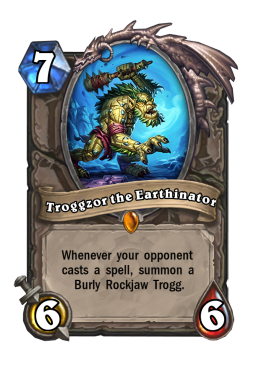 7
Troggzor the Earthinator
Whenever your opponent
casts a spell, summon a
Burly Rockjaw Trogg.
6
6